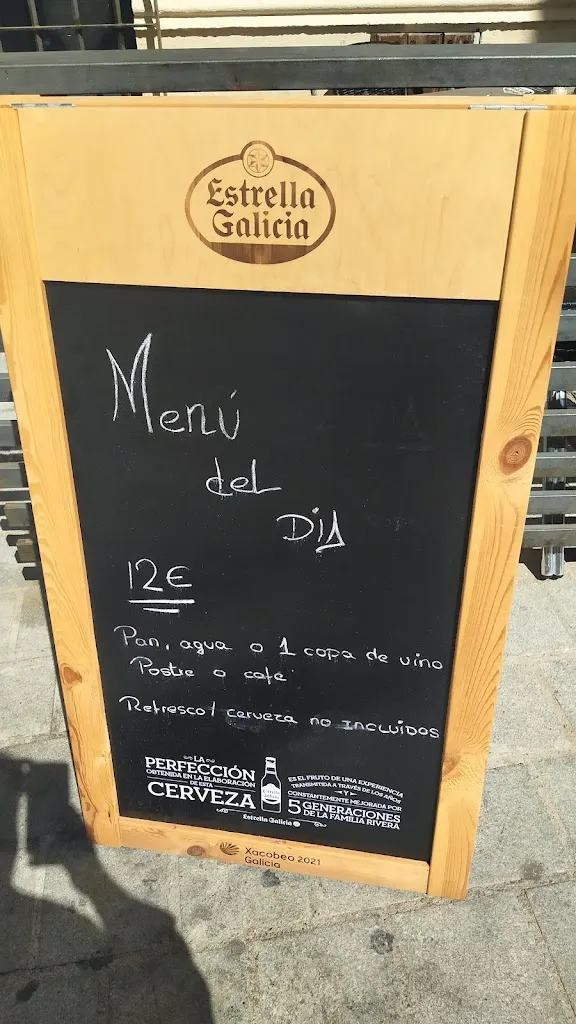 Estrella
Galicia
Menú
del
DIA
12€
Pan, agua o 1 copa de vino
Postre o café
Refresco/ cerveza no INCLUIDOS
LA
PERFECCIÓN
OBTENIDA EN LA ELABORACIÓN
DE ESTA
CERVEZA
Estrella Galicia
ES EL FRUTO DE UNA EXPERIENCIA
TRANSMITIDA A TRAVÉS DE LOS AÑOS
Y
CONSTANTEMENTE MEJORADA POR
5 GENERACIONES
DE LA FAMILIA RIVERA
Xacobeo 2021
Galicia